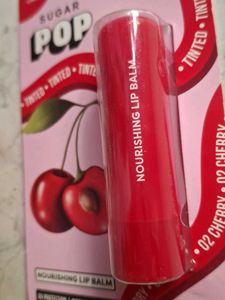 SUGAR
POP
TINTED • TINTED • TINTED
• TINTED • TINTED
NOURISHING LIP BALM
• 02 CHERRY • 02 CHERRY
NOURISHING LIP BALM